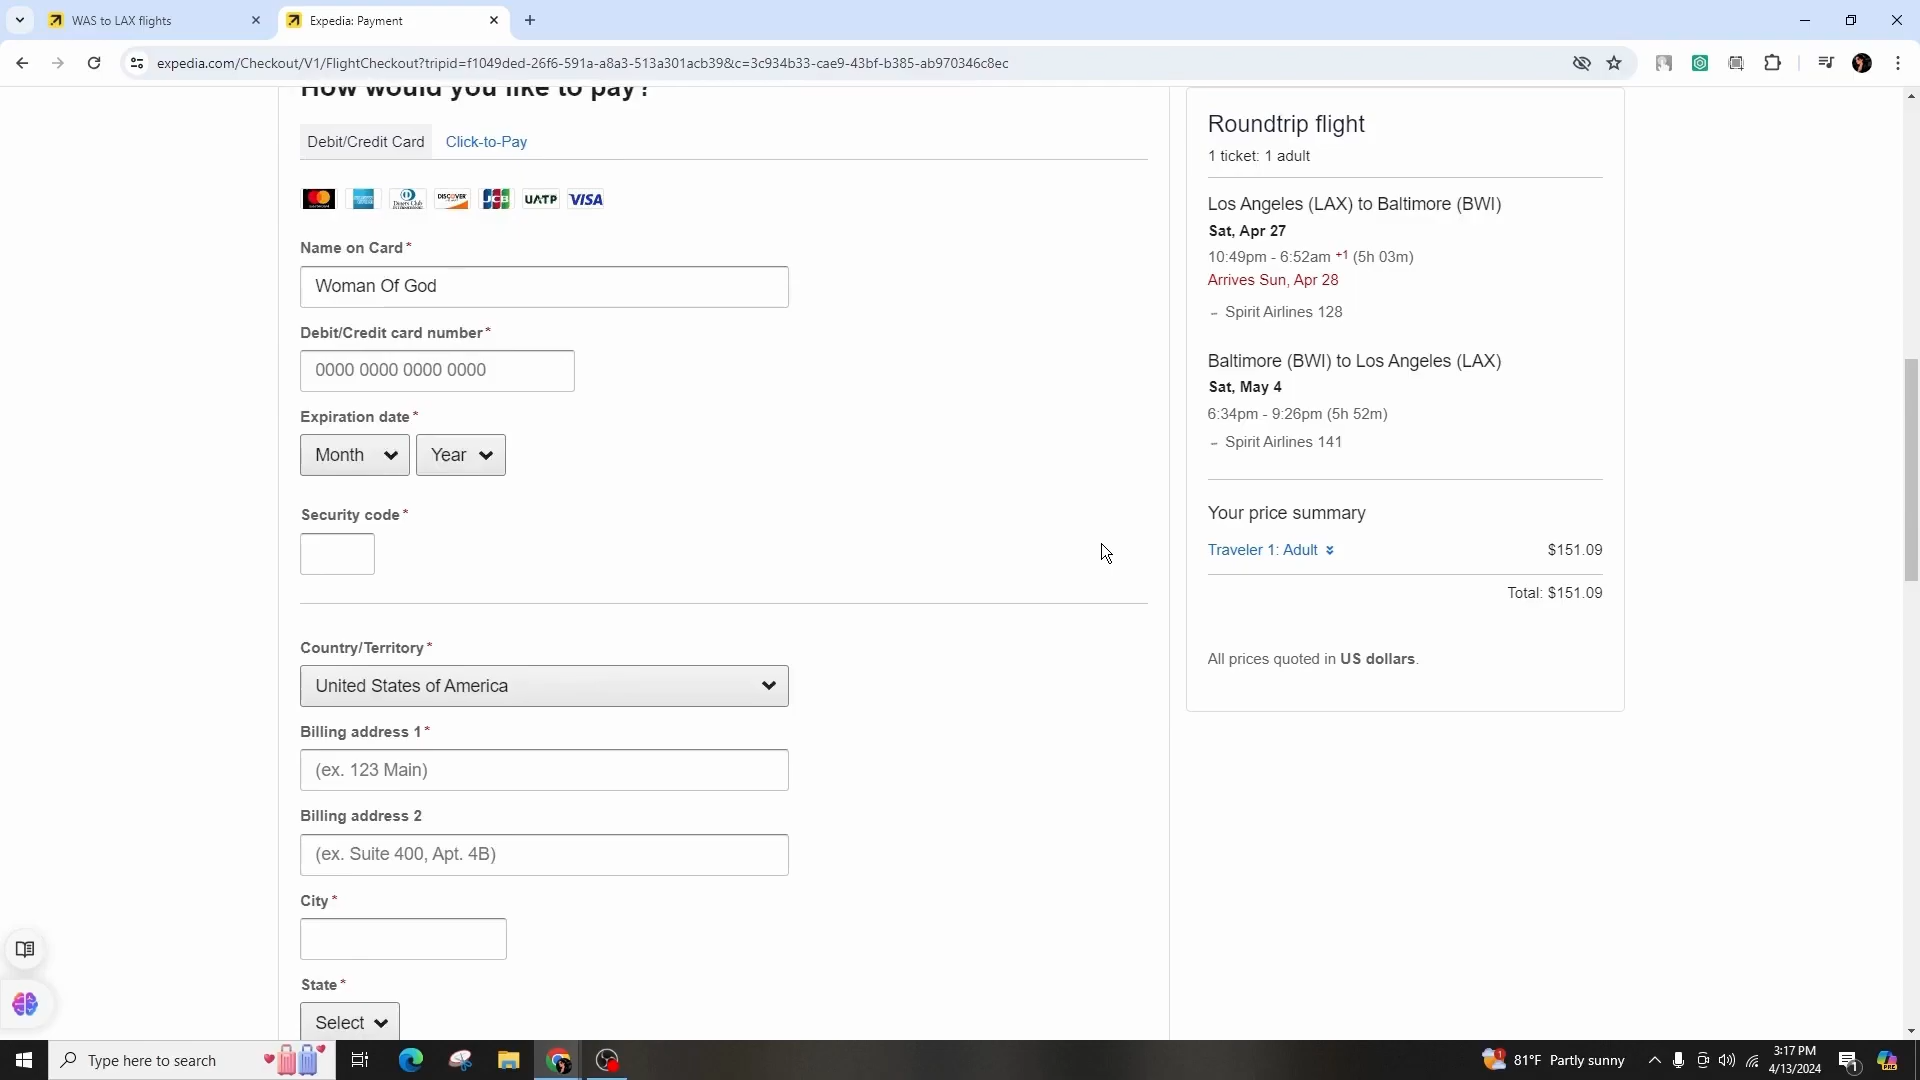 WAS to LAX flights
Expedia: Payment
expedia.com/Checkout/V1/FlightCheckout?tripid=f1049ded-26f6-591a-a8a3-513a301acb39&c=3c934b33-cae9-43bf-b385-ab970346c8ec
How would you like to pay?
Debit/Credit Card
Click-to-Pay
DISCOVER
JCB
UATP
VISA
Name on Card*
Woman Of God
Debit/Credit card number*
0000 0000 0000 0000
Expiration date*
Month
Year
Security code*
Country/Territory*
United States of America
Billing address 1*
(ex. 123 Main)
Billing address 2
(ex. Suite 400, Apt. 4B)
City*
State*
Select
Roundtrip flight
1 ticket: 1 adult
Los Angeles (LAX) to Baltimore (BWI)
Sat, Apr 27
10:49pm - 6:52am +1 (5h 03m)
Arrives Sun, Apr 28
Spirit Airlines 128
Baltimore (BWI) to Los Angeles (LAX)
Sat, May 4
6:34pm - 9:26pm (5h 52m)
Spirit Airlines 141
Your price summary
Traveler 1: Adult
$151.09
Total: $151.09
All prices quoted in US dollars.
Type here to search
1
81°F Partly sunny
3:17 PM
4/13/2024
1
PRE